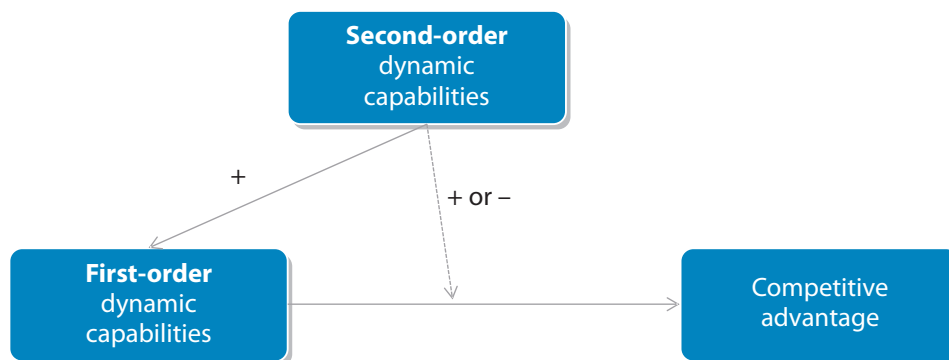 Second-order
dynamic
capabilities
+
+ or –
First-order
dynamic
capabilities
Competitive
advantage